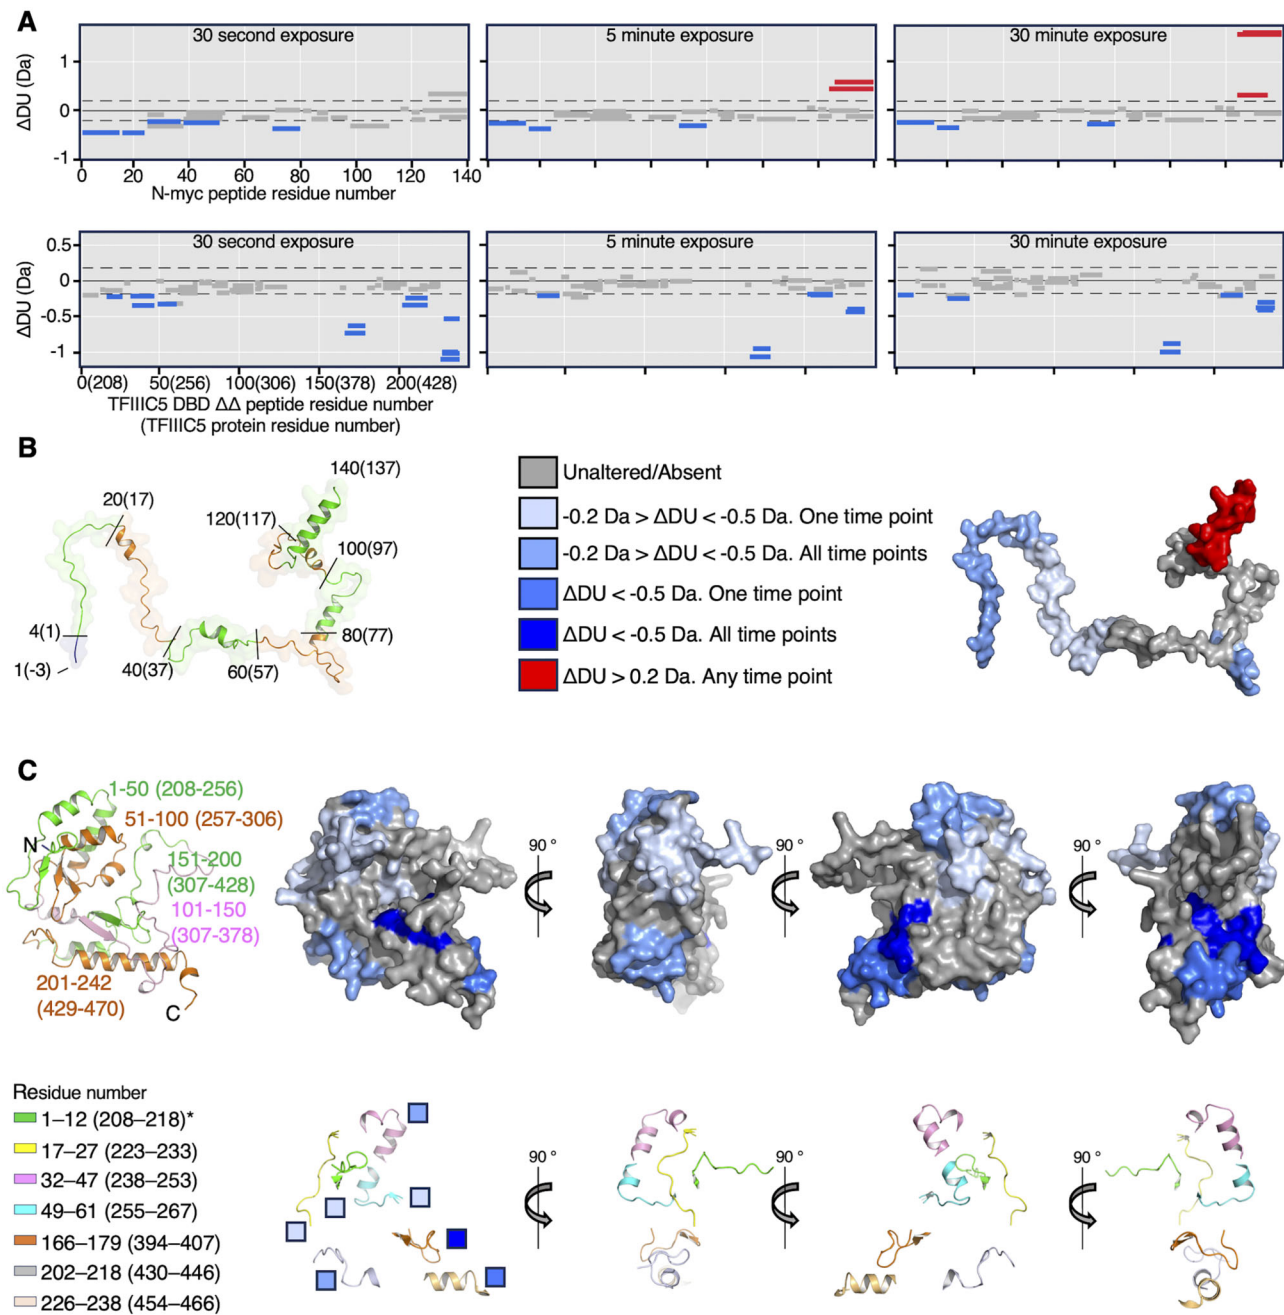 A
30 second exposure
5 minute exposure
30 minute exposure
ΔDU (Da)
1
0
-1
0 20 40 60 80 100 120 140
N-myc peptide residue number
30 second exposure
5 minute exposure
30 minute exposure
ΔDU (Da)
0.5
0
-0.5
-1
0(208) 50(256) 100(306) 150(378) 200(428)
TFIIIC5 DBD ΔΔ peptide residue number
(TFIIIC5 protein residue number)
B
140(137)
20(17)
120(117)
100(97)
4(1)
80(77)
1(-3)
40(37)
60(57)
Unaltered/Absent
-0.2 Da > ΔDU < -0.5 Da. One time point
-0.2 Da > ΔDU < -0.5 Da. All time points
ΔDU < -0.5 Da. One time point
ΔDU < -0.5 Da. All time points
ΔDU > 0.2 Da. Any time point
C
1-50 (208-256)
51-100 (257-306)
N
151-200
(307-428)
101-150
(307-378)
201-242
(429-470)
C
90 °
90 °
90 °
Residue number
1–12 (208–218)*
17–27 (223–233)
32–47 (238–253)
49–61 (255–267)
166–179 (394–407)
202–218 (430–446)
226–238 (454–466)
90 °
90 °
90 °